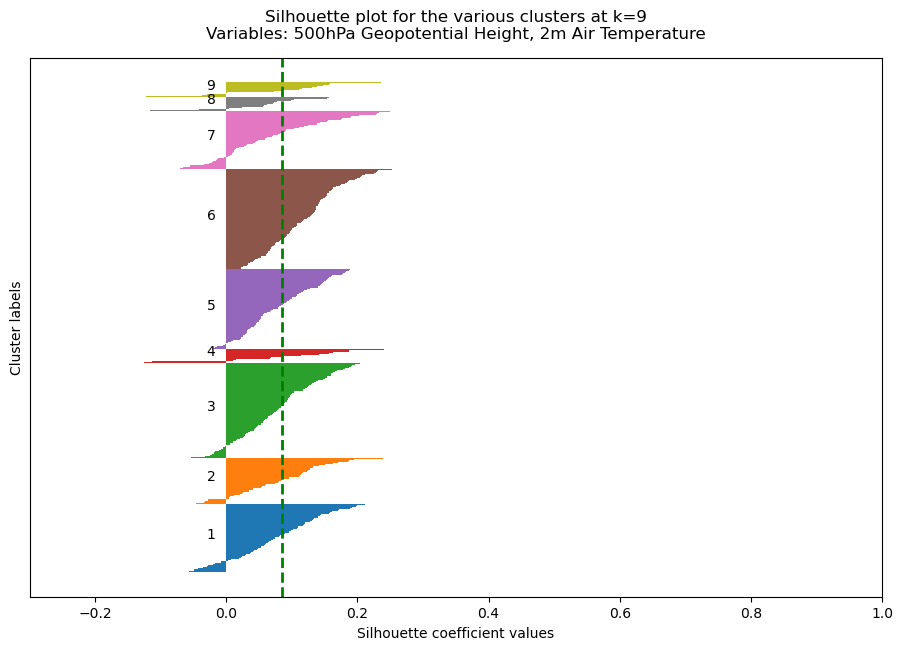 Silhouette plot for the various clusters at k=9
Variables: 500hPa Geopotential Height, 2m Air Temperature
Cluster labels
9
8
7
6
5
4
3
2
1
−0.2 0.0 0.2 0.4 0.6 0.8 1.0
Silhouette coefficient values